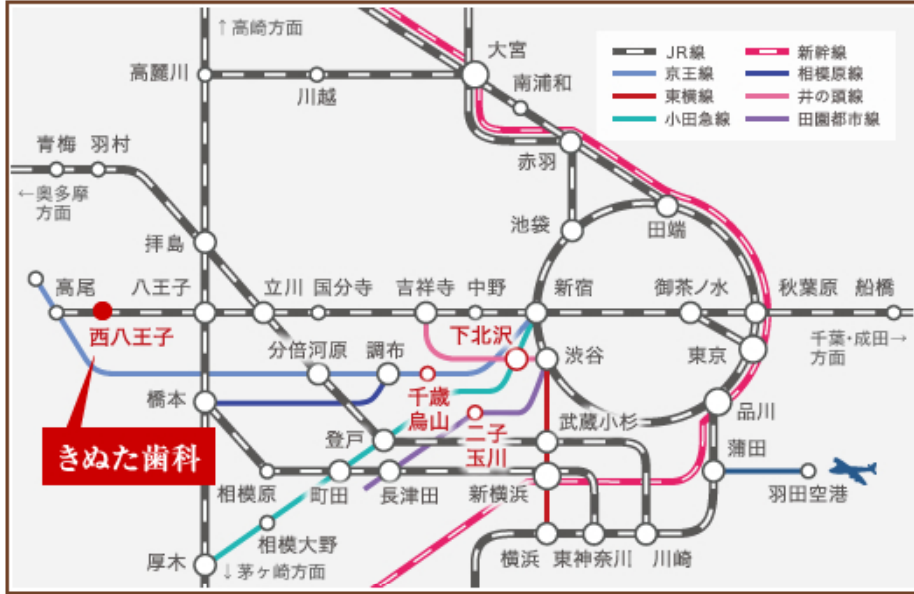 ↑高崎方面
大宮
高麗川
川越
南浦和
JR線
新幹線
京王線
相模原線
東横線
井の頭線
小田急線
田園都市線
赤羽
青梅
羽村
←奥多摩
方面
池袋
田端
拝島
高尾
八王子
立川
国分寺
吉祥寺
中野
新宿
御茶ノ水
秋葉原
船橋
西八王子
千葉・成田→
方面
下北沢
渋谷
東京
分倍河原
調布
千歳
烏山
橋本
品川
きぬた歯科
登戸
二子
玉川
武蔵小杉
蒲田
相模原
町田
長津田
新横浜
羽田空港
相模大野
厚木
↓茅ヶ崎方面
横浜
東神奈川
川崎